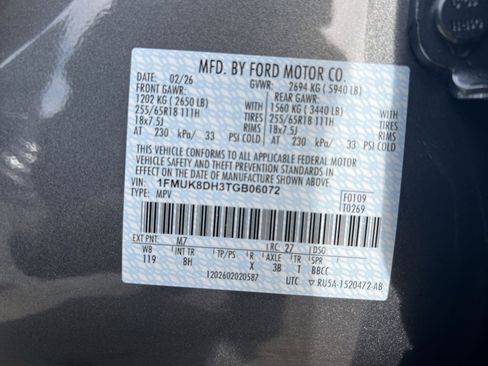 MFD. BY FORD MOTOR CO.
DATE: 02/26 GVWR: 2694 KG ( 5940 LB)
FRONT GAWR: REAR GAWR:
1202 KG ( 2650 LB) 1560 KG ( 3440 LB)
255/65R18 111H TIRES 255/65R18 111H TIRES
18x7.5J RIMS 18x7.5J RIMS
AT 230 kPa/ 33 PSI COLD AT 230 kPa/ 33 PSI COLD
THIS VEHICLE CONFORMS TO ALL APPLICABLE FEDERAL MOTOR
VEHICLE SAFETY AND THEFT PREVENTION STANDARDS IN
EFFECT ON THE DATE OF MANUFACTURE SHOWN ABOVE.
VIN: 1FMUK8DH3TGB06072 F0109
TYPE: MPV T0269
EXT PNT: M7 RC: 27 DSO:
WB INT TR TP/PS R AXLE T SPR
119 8H X 3B T BBCC
1202602020587 UTC RU5A-1520472-AB